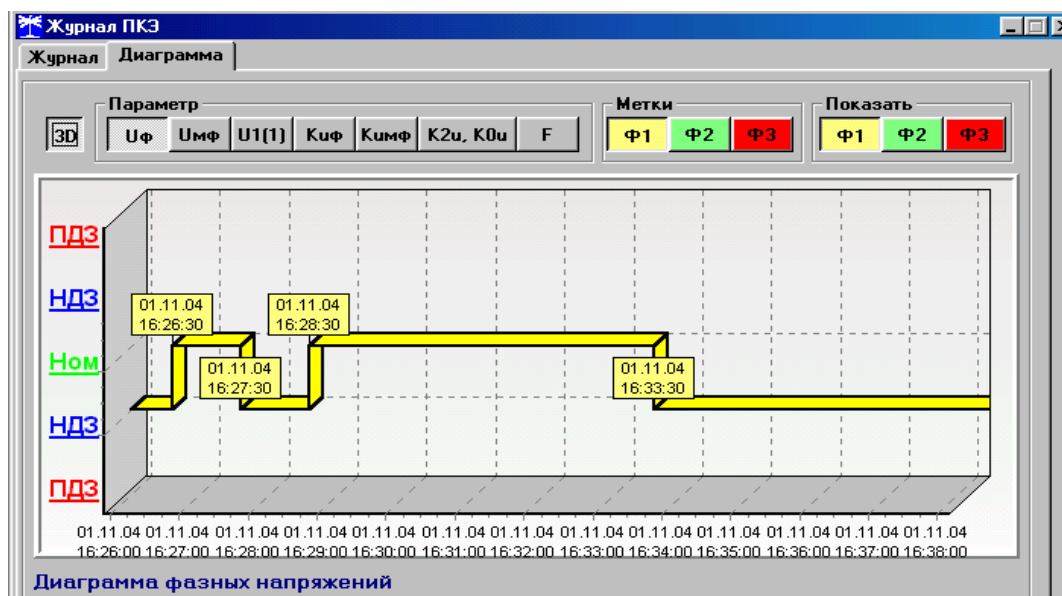 Журнал ПКЭ
Журнал Диаграмма
Параметр Метки Показать
3D Uф Uмф U1(1) Kuф Kuмф K2u, K0u F Ф1 Ф2 Ф3 Ф1 Ф2 Ф3
ПДЗ
НДЗ
Ном
НДЗ
ПДЗ
01.11.04
16:26:30
01.11.04
16:27:30
01.11.04
16:28:30
01.11.04
16:33:30
01.11.04 01.11.04 01.11.04 01.11.04 01.11.04 01.11.04 01.11.04 01.11.04 01.11.04 01.11.04 01.11.04 01.11.04 01.11.04
16:26:00 16:27:00 16:28:00 16:29:00 16:30:00 16:31:00 16:32:00 16:33:00 16:34:00 16:35:00 16:36:00 16:37:00 16:38:00
Диаграмма фазных напряжений